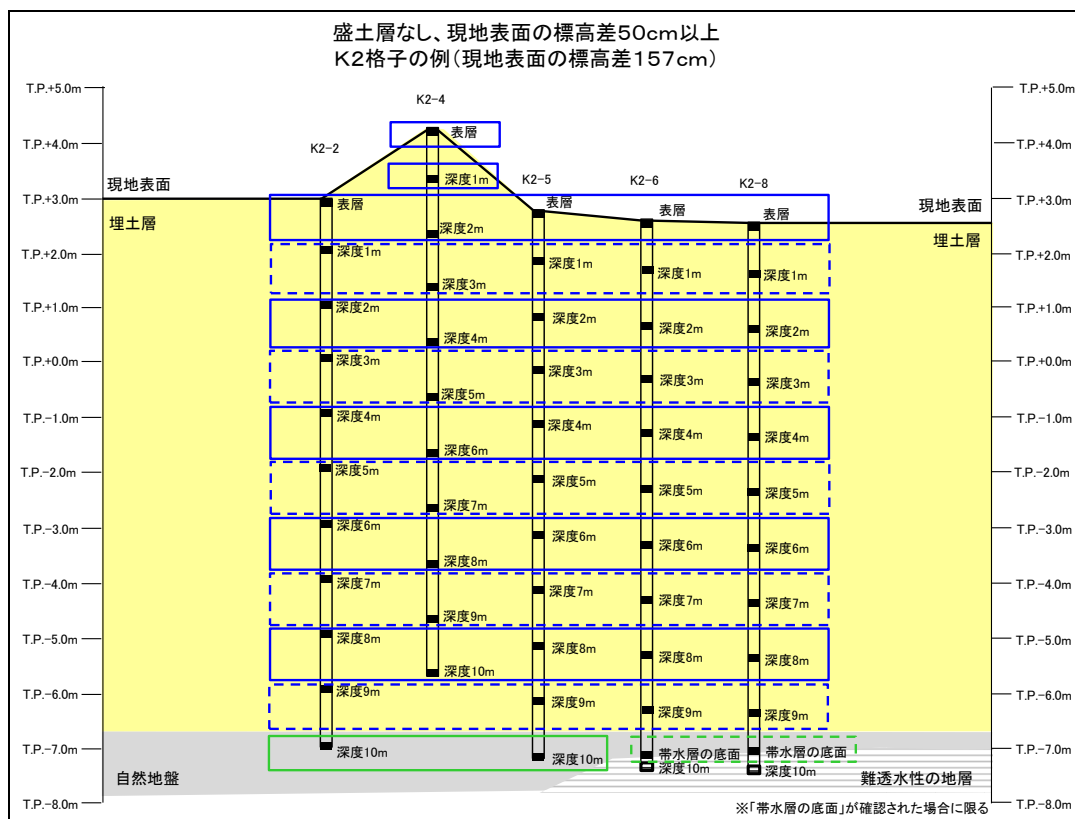 盛土層なし、現地表面の標高差50cm以上
K2格子の例(現地表面の標高差157cm)
T.P.+5.0m
T.P.+4.0m
T.P.+3.0m
T.P.+2.0m
T.P.+1.0m
T.P.+0.0m
T.P.-1.0m
T.P.-2.0m
T.P.-3.0m
T.P.-4.0m
T.P.-5.0m
T.P.-6.0m
T.P.-7.0m
T.P.-8.0m
現地表面
埋土層
自然地盤
K2-2
表層
深度1m
深度2m
深度3m
深度4m
深度5m
深度6m
深度7m
深度8m
深度9m
深度10m
K2-4
表層
深度1m
深度2m
深度3m
深度4m
深度5m
深度6m
深度7m
深度8m
深度9m
深度10m
K2-5
表層
深度1m
深度2m
深度3m
深度4m
深度5m
深度6m
深度7m
深度8m
深度9m
深度10m
K2-6
表層
深度1m
深度2m
深度3m
深度4m
深度5m
深度6m
深度7m
深度8m
深度9m
帯水層の底面
深度10m
K2-8
表層
深度1m
深度2m
深度3m
深度4m
深度5m
深度6m
深度7m
深度8m
深度9m
帯水層の底面
深度10m
現地表面
埋土層
難透水性の地層
T.P.+5.0m
T.P.+4.0m
T.P.+3.0m
T.P.+2.0m
T.P.+1.0m
T.P.+0.0m
T.P.-1.0m
T.P.-2.0m
T.P.-3.0m
T.P.-4.0m
T.P.-5.0m
T.P.-6.0m
T.P.-7.0m
T.P.-8.0m
※「帯水層の底面」が確認された場合に限る